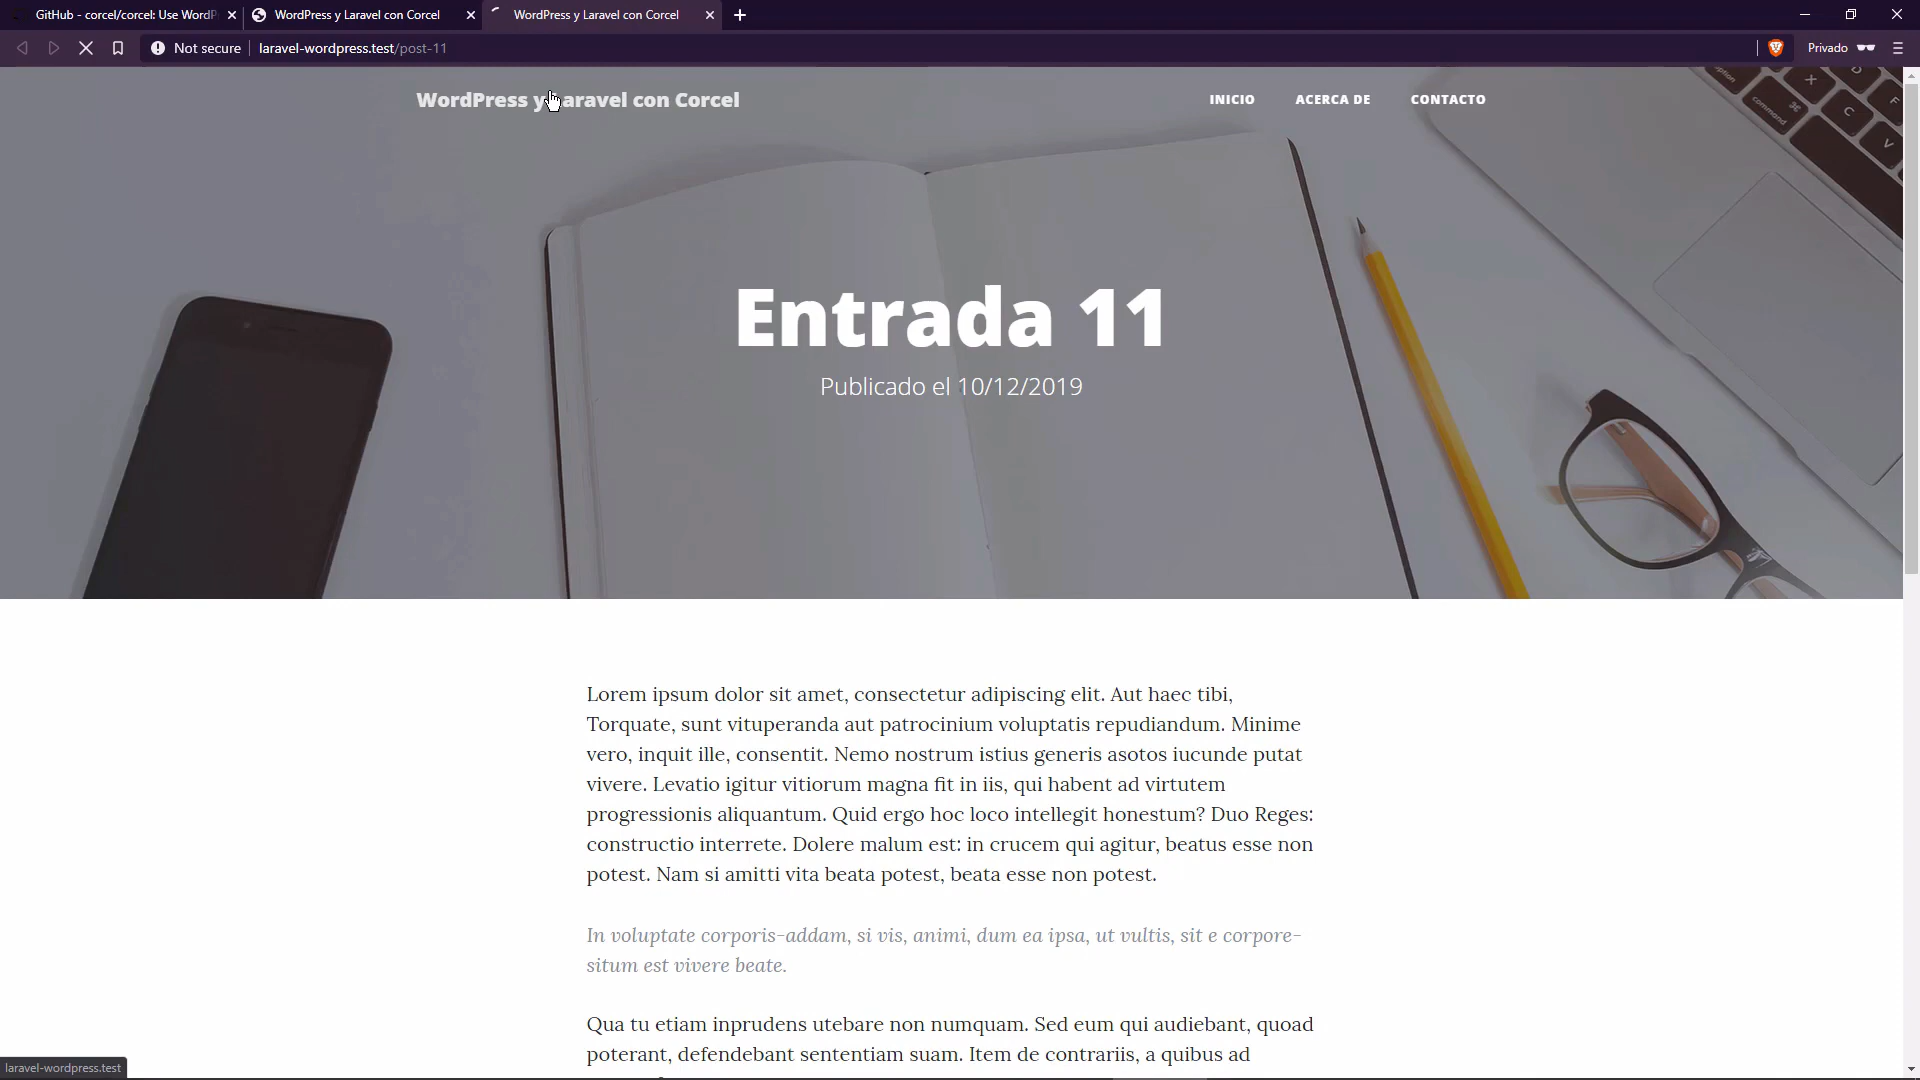 GitHub - corcel/corcel: Use WordP
WordPress y Laravel con Corcel
WordPress y Laravel con Corcel
Not secure
laravel-wordpress.test/post-11
Privado
WordPress y Laravel con Corcel
INICIO
ACERCA DE
CONTACTO
option
command
C
V
D
F
Entrada 11
Publicado el 10/12/2019
Lorem ipsum dolor sit amet, consectetur adipiscing elit. Aut haec tibi,
Torquate, sunt vituperanda aut patrocinium voluptatis repudiandum. Minime
vero, inquit ille, consentit. Nemo nostrum istius generis asotos iucunde putat
vivere. Levatio igitur vitiorum magna fit in iis, qui habent ad virtutem
progressionis aliquantum. Quid ergo hoc loco intellegit honestum? Duo Reges:
constructio interrete. Dolere malum est: in crucem qui agitur, beatus esse non
potest. Nam si amitti vita beata potest, beata esse non potest.
In voluptate corporis-addam, si vis, animi, dum ea ipsa, ut vultis, sit e corpore-
situm est vivere beate.
Qua tu etiam inprudens utebare non numquam. Sed eum qui audiebant, quoad
poterant, defendebant sententiam suam. Item de contrariis, a quibus ad
laravel-wordpress.test